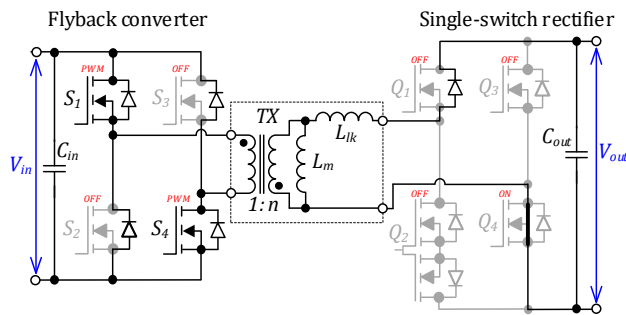 Flyback converter
Single-switch rectifier
PWM
OFF
OFF
OFF
S1
S3
Q1
Q3
TX
Llk
Vin
Cin
Lm
Cout
Vout
1:n
OFF
PWM
OFF
ON
S2
S4
Q2
Q4